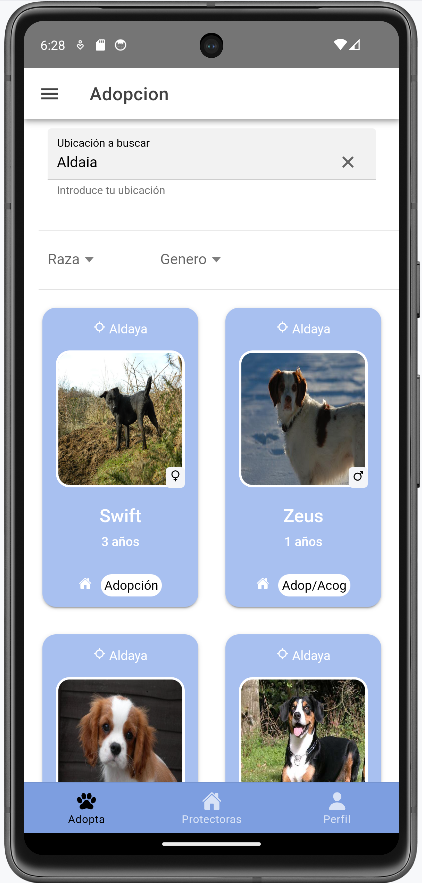 6:28
Adopcion
Ubicación a buscar
Aldaia
Introduce tu ubicación
Raza Genero
Aldaya Aldaya
Swift Zeus
3 años 1 años
Adopción Adop/Acog
Aldaya Aldaya
Adopta Protectoras Perfil